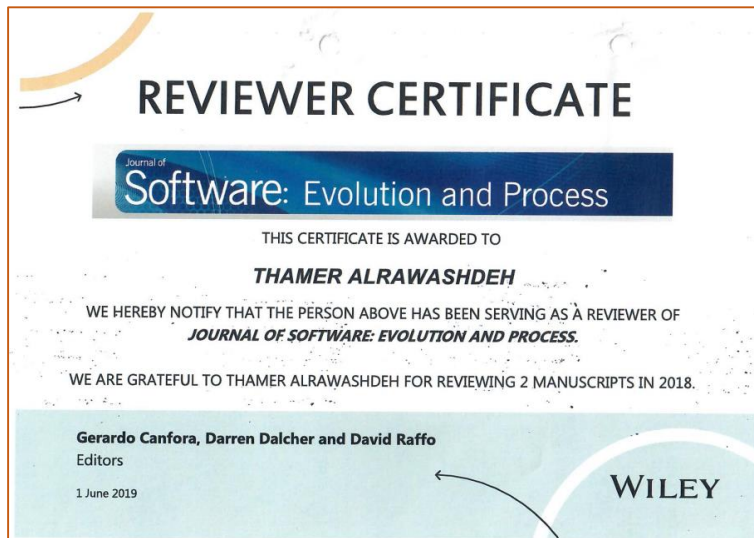 REVIEWER CERTIFICATE
Journal of
Software: Evolution and Process
THIS CERTIFICATE IS AWARDED TO
THAMER ALRAWASHDEH
WE HEREBY NOTIFY THAT THE PERSON ABOVE HAS BEEN SERVING AS A REVIEWER OF
JOURNAL OF SOFTWARE: EVOLUTION AND PROCESS.
WE ARE GRATEFUL TO THAMER ALRAWASHDEH FOR REVIEWING 2 MANUSCRIPTS IN 2018.
Gerardo Canfora, Darren Dalcher and David Raffo
Editors
1 June 2019
WILEY